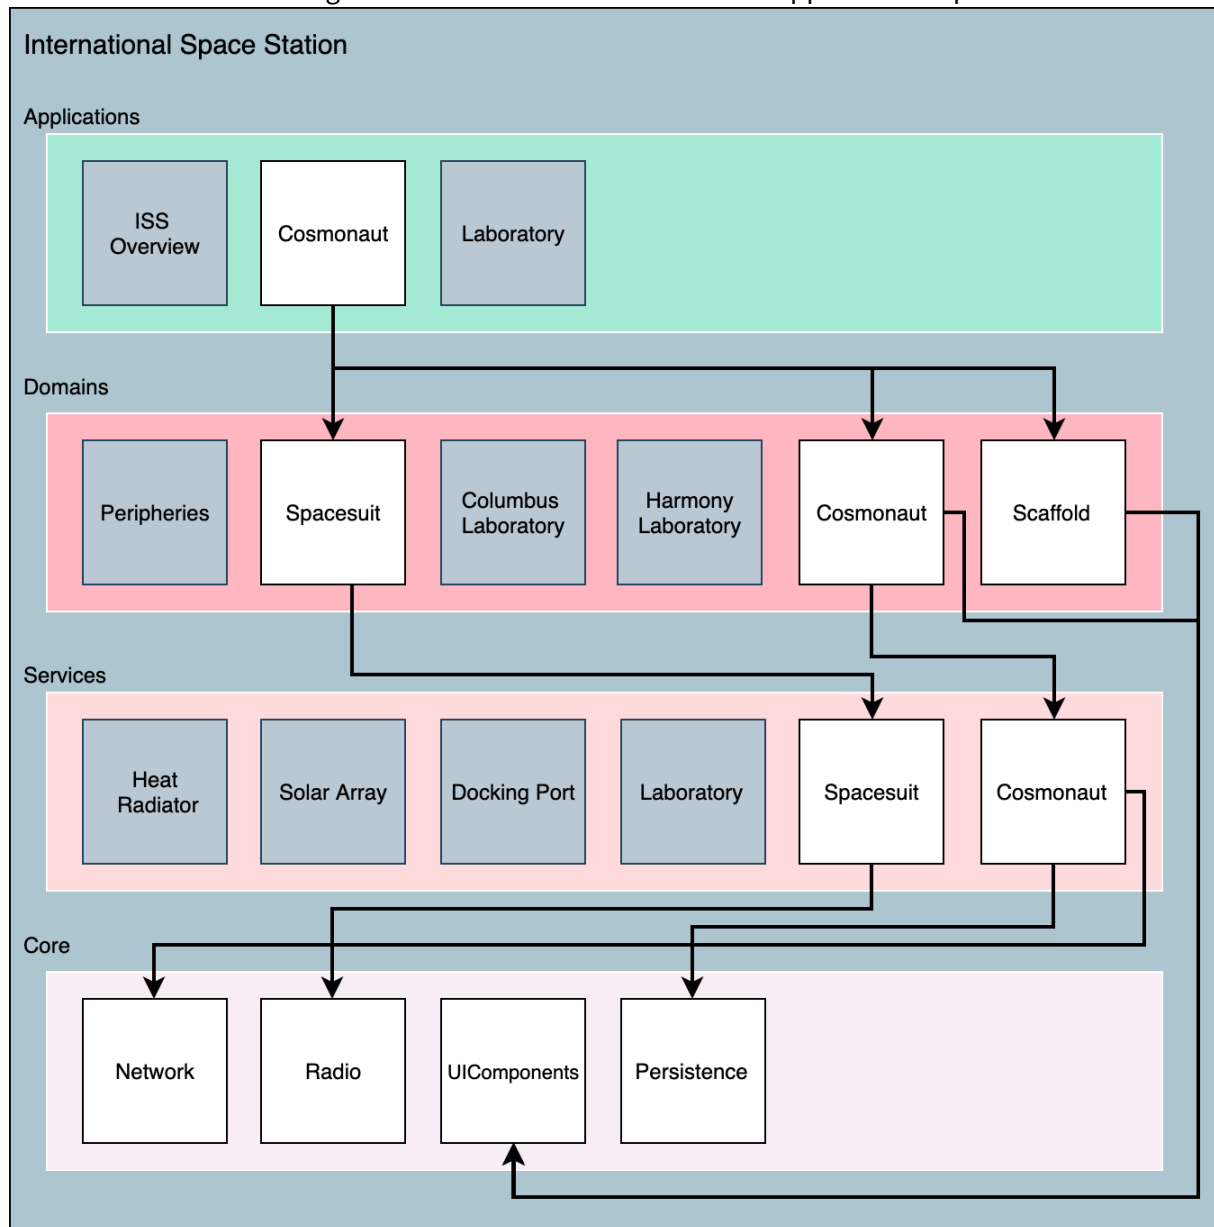 International Space Station
Applications
ISS
Overview
Cosmonaut
Laboratory
Domains
Peripheries
Spacesuit
Columbus
Laboratory
Harmony
Laboratory
Cosmonaut
Scaffold
Services
Heat
Radiator
Solar Array
Docking Port
Laboratory
Spacesuit
Cosmonaut
Core
Network
Radio
UIComponents
Persistence